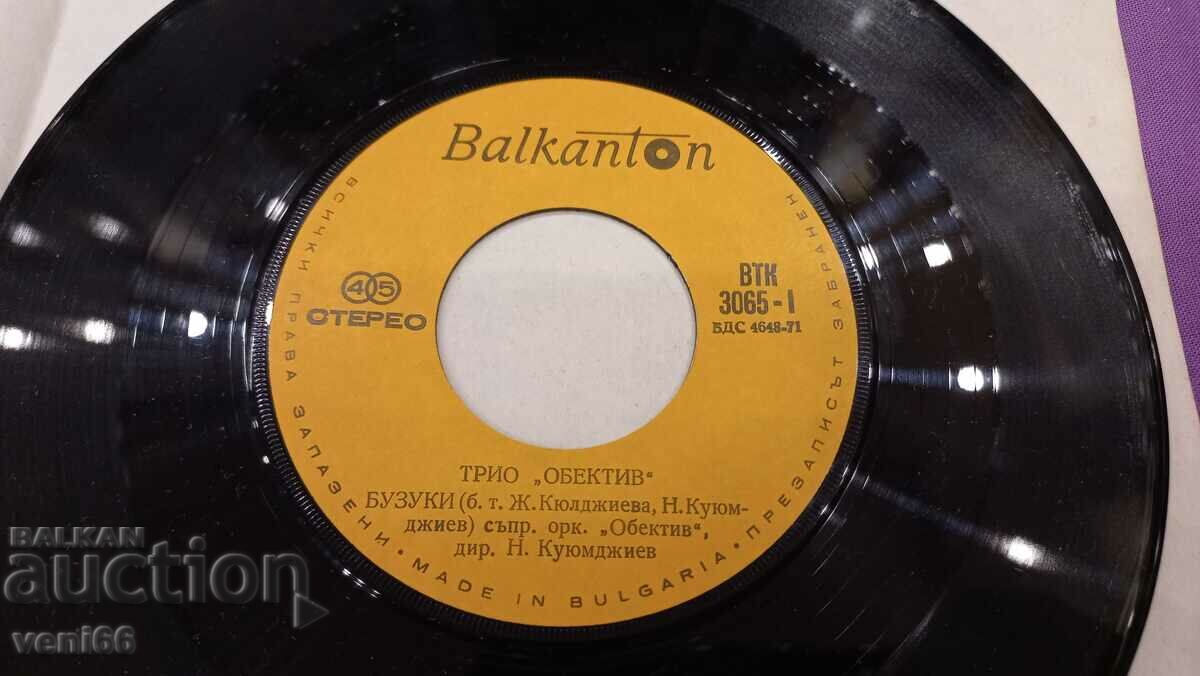 Balkanton
ВСИЧКИ ПРАВА ЗАПАЗЕНИ • MADE IN BULGARIA • ПРЕЗАПИСЪТ ЗАБРАНЕН
45
СТЕРЕО
ВТК
3065-I
БДС 4648-71
ТРИО „ОБЕКТИВ“
БУЗУКИ (б. т. Ж. Кюлджиева, Н. Куюм-
джиев) съпр. орк. „Обектив“,
дир. Н. Куюмджиев
BALKAN
auction
veni66